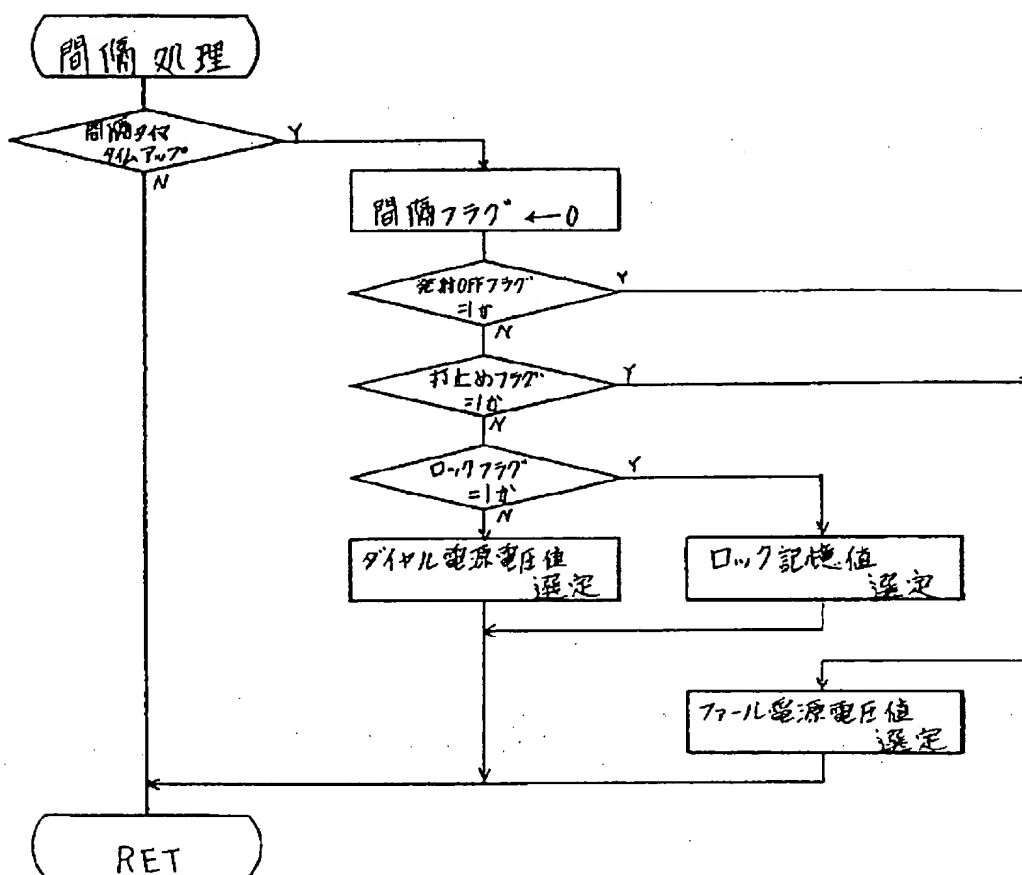 間隔処理
間隔タイマ
タイムアップ
Y
N
間隔フラグ ←0
発射OFFフラグ
=1か
Y
N
打止めフラグ
=1か
Y
N
ロックフラグ
=1か
Y
N
ダイヤル電源電圧値
選定
ロック記憶値
選定
ファール電源電圧値
選定
RET